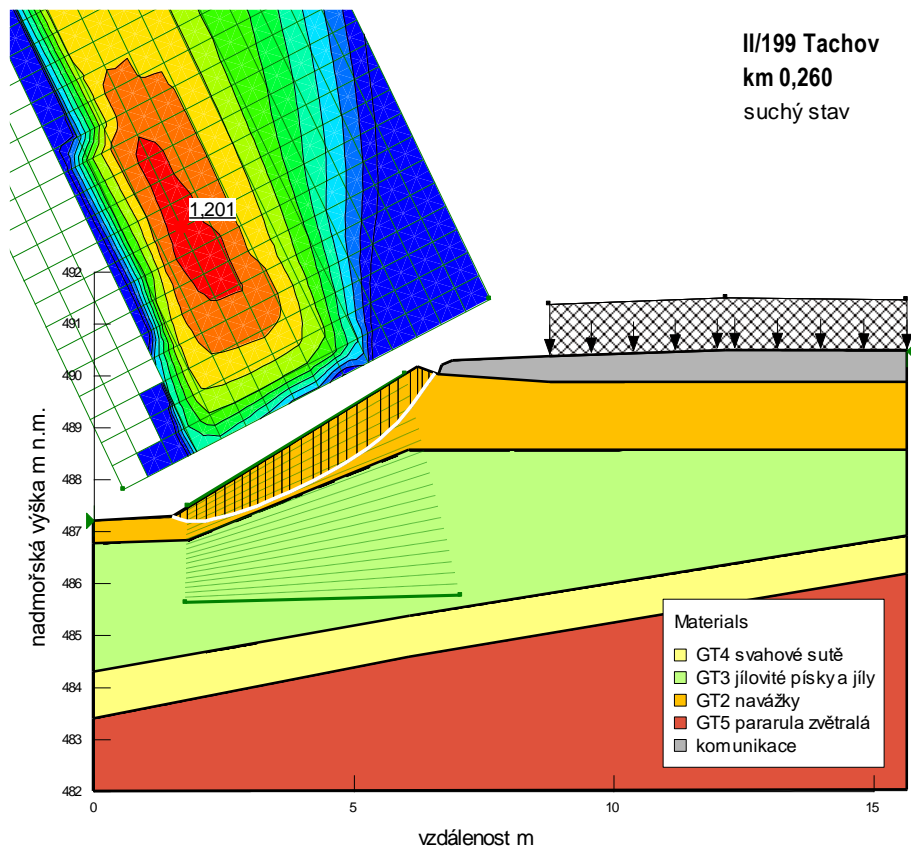 II/199 Tachov
km 0,260
suchý stav
1,201
492
491
490
489
488
487
486
485
484
483
482
nadmořská výška m n.m.
Materials
GT4 svahové sutě
GT3 jílovité písky a jíly
GT2 navážky
GT5 pararula zvětralá
komunikace
0 5 10 15
vzdálenost m